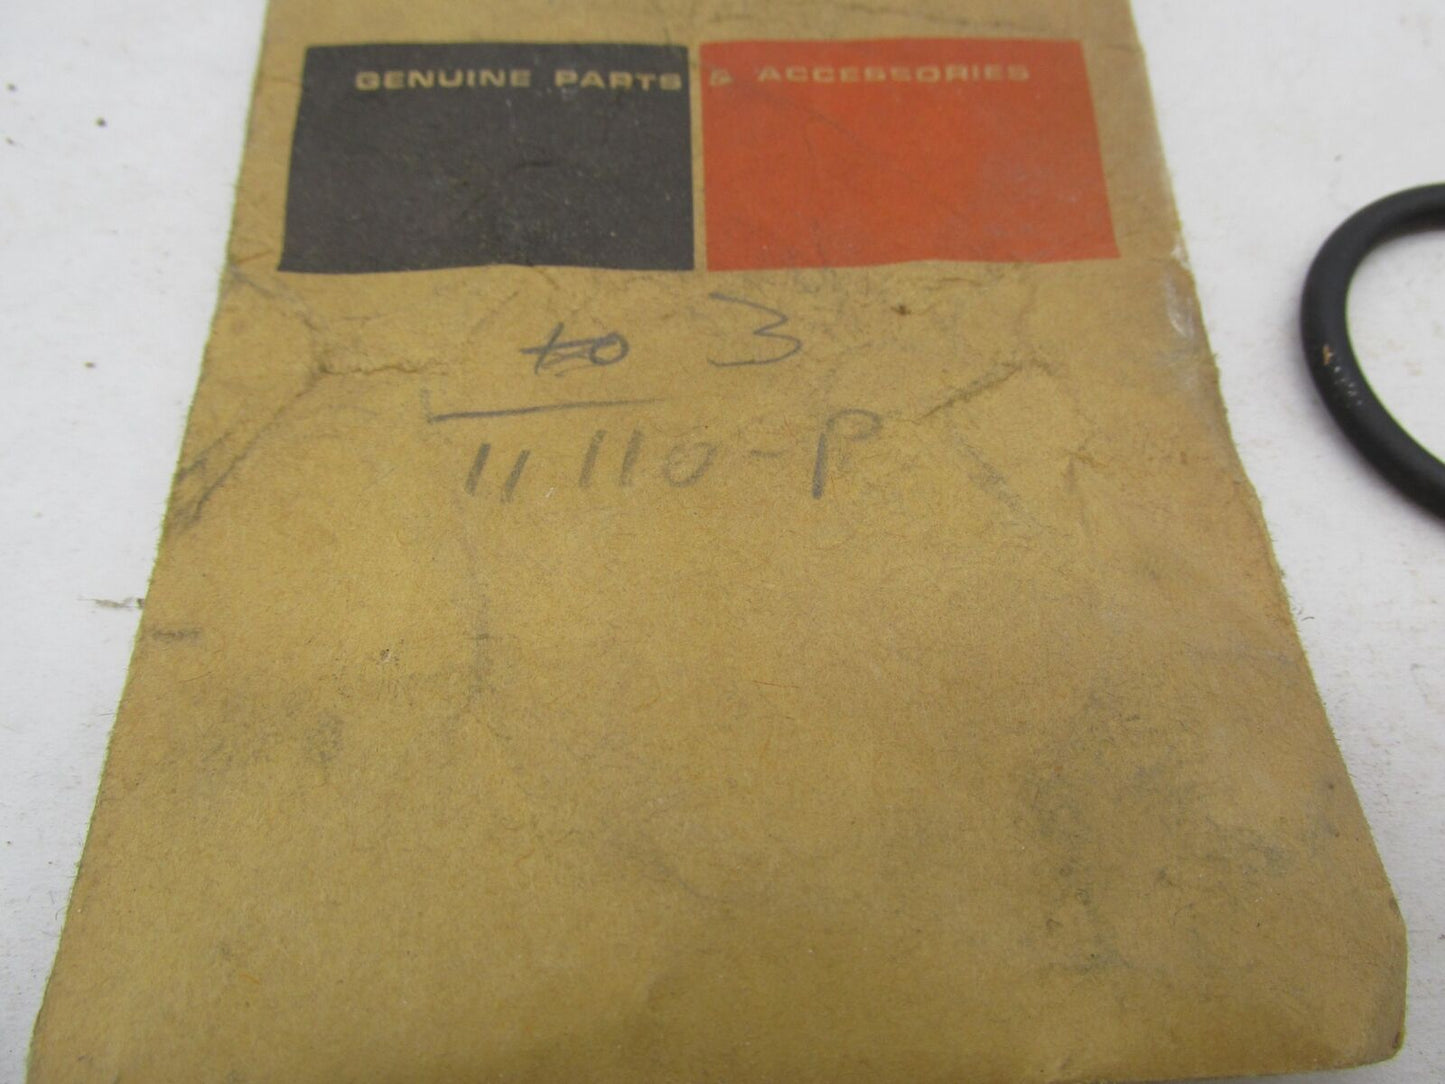 GENUINE PARTS & ACCESSORIES
3
11110-P